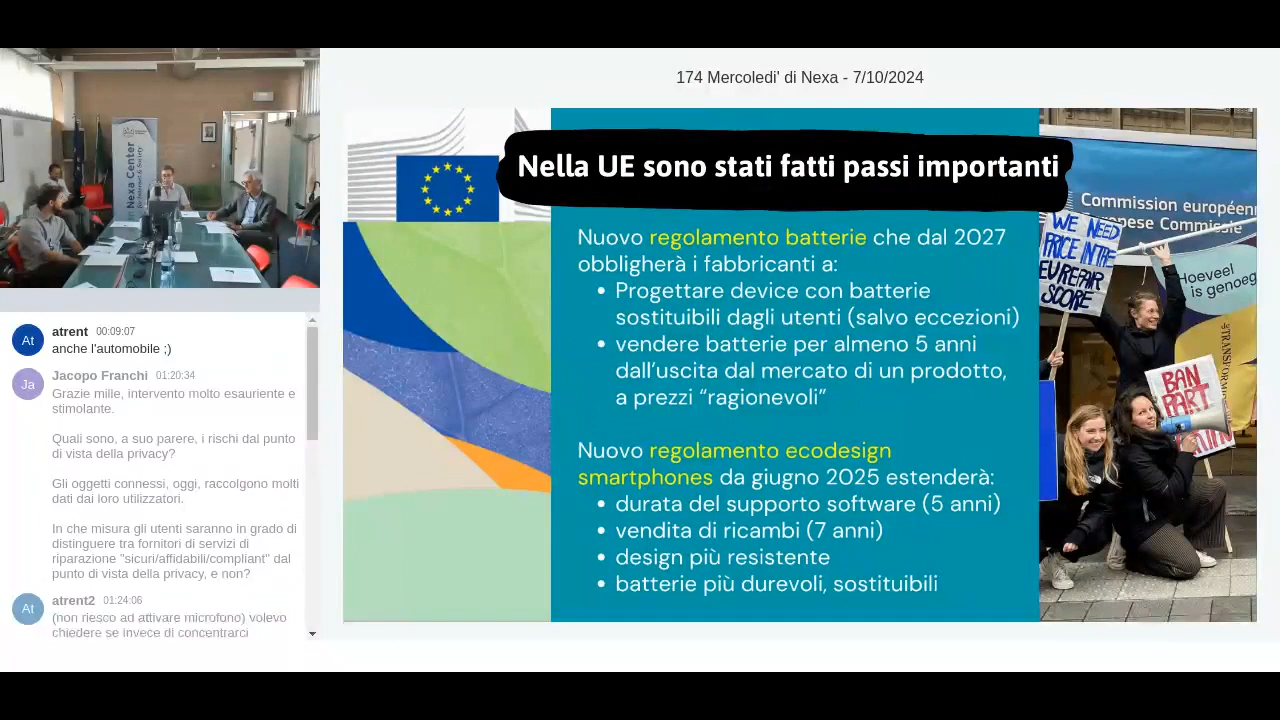 174 Mercoledi' di Nexa - 7/10/2024
Nexa Center
Nella UE sono stati fatti passi importanti
Nuovo regolamento batterie che dal 2027
obbligherà i fabbricanti a:
• Progettare device con batterie
sostituibili dagli utenti (salvo eccezioni)
• vendere batterie per almeno 5 anni
dall’uscita dal mercato di un prodotto,
a prezzi “ragionevoli”
Nuovo regolamento ecodesign
smartphones da giugno 2025 estenderà:
• durata del supporto software (5 anni)
• vendita di ricambi (7 anni)
• design più resistente
• batterie più durevoli, sostituibili
Commission européenn
pese Commissie
WE NEED
PRICE IN THE
EU REPAIR
SCORE
Hoeveel
is genoeg
BAN
PART
At
atrent 00:09:07
anche l'automobile ;)
Ja
Jacopo Franchi 01:20:34
Grazie mille, intervento molto esauriente e
stimolante.
Quali sono, a suo parere, i rischi dal punto
di vista della privacy?
Gli oggetti connessi, oggi, raccolgono molti
dati dai loro utilizzatori.
In che misura gli utenti saranno in grado di
distinguere tra fornitori di servizi di
riparazione "sicuri/affidabili/compliant" dal
punto di vista della privacy, e non?
At
atrent2 01:24:06
(non riesco ad attivare microfono) volevo
chiedere se invece di concentrarci